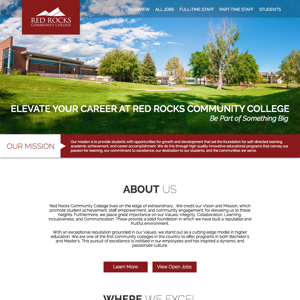 RED ROCKS
COMMUNITY COLLEGE
OVERVIEW ALL JOBS FULL-TIME STAFF PART-TIME STAFF STUDENTS
ELEVATE YOUR CAREER AT RED ROCKS COMMUNITY COLLEGE
Be Part of Something Big
OUR MISSION
Our mission is to provide students with opportunities for growth and development that set the foundation for self-directed learning
academic achievement, and career accomplishment. We do this through high quality innovative educational programs that convey our
passion for learning, our commitment to excellence, our dedication to our students, and the communities we serve.
ABOUT US
Red Rocks Community College lives on the edge of extraordinary. We credit our Vision and Mission, which
promote student achievement, staff empowerment, and community engagement, for elevating us to these
heights. Furthermore, we place great importance on our Values: Integrity, Collaboration, Learning,
Inclusiveness, and Communication. These provide a solid foundation in which we have built a reputable and
trustful environment.
With an exceptional reputation grounded in our Values, we stand out as a cutting edge model in higher
education. We are one of the first community colleges in the country to offer programs in both Bachelor's
and Master's. This pursuit of excellence is instilled in our employees and has inspired a dynamic and
passionate culture.
Learn More View Open Jobs
WHERE WE EXCEL